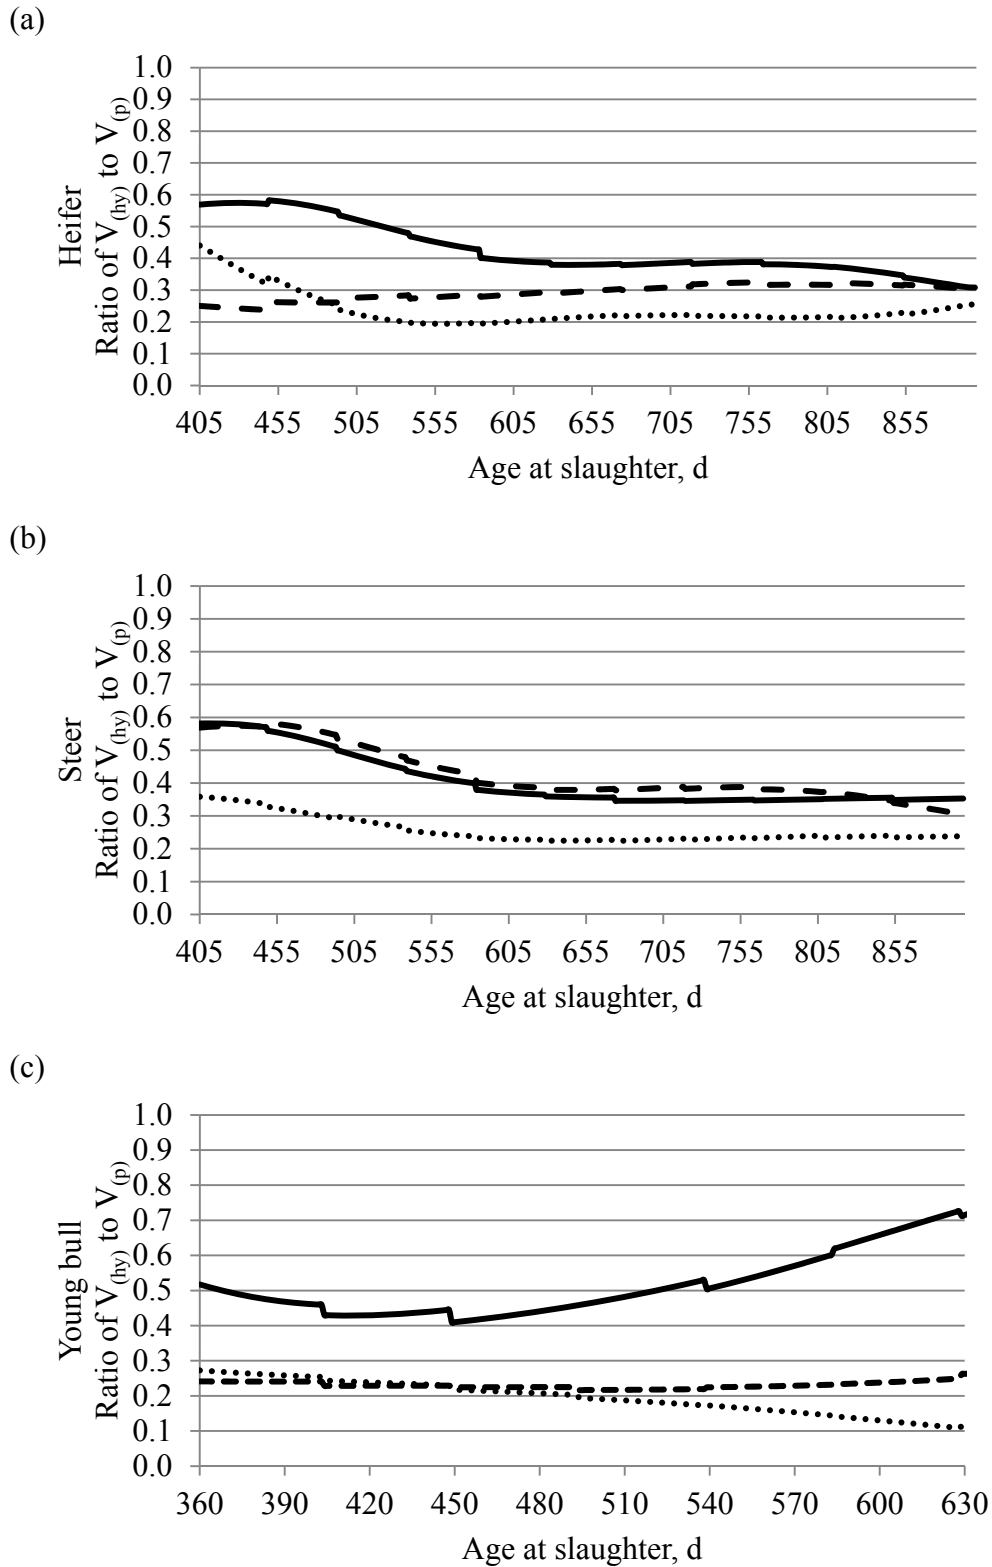 (a)
Heifer
Ratio of V(hy) to V(p)
1.0
0.9
0.8
0.7
0.6
0.5
0.4
0.3
0.2
0.1
0.0
405 455 505 555 605 655 705 755 805 855
Age at slaughter, d
(b)
Steer
Ratio of V(hy) to V(p)
1.0
0.9
0.8
0.7
0.6
0.5
0.4
0.3
0.2
0.1
0.0
405 455 505 555 605 655 705 755 805 855
Age at slaughter, d
(c)
Young bull
Ratio of V(hy) to V(p)
1.0
0.9
0.8
0.7
0.6
0.5
0.4
0.3
0.2
0.1
0.0
360 390 420 450 480 510 540 570 600 630
Age at slaughter, d